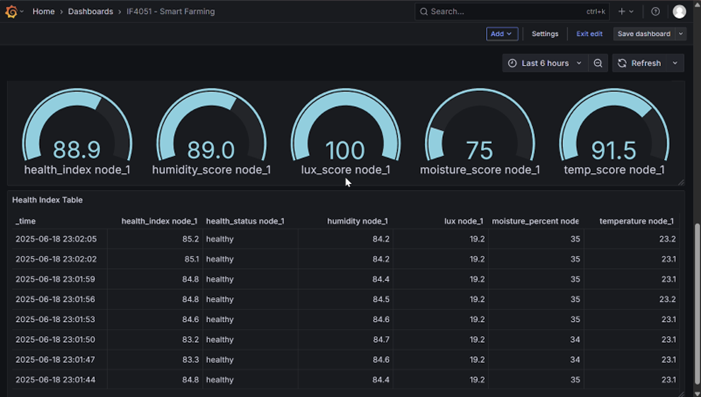 Home > Dashboards > IF4051 - Smart Farming
Search... ctrl+k
Add Settings Exit edit Save dashboard
Last 6 hours Refresh
88.9 89.0 100 75 91.5
health_index node_1 humidity_score node_1 lux_score node_1 moisture_score node_1 temp_score node_1
Health Index Table
_time health_index node_1 health_status node_1 humidity node_1 lux node_1 moisture_percent node temperature node_1
2025-06-18 23:02:05 85.2 healthy 84.2 19.2 35 23.2
2025-06-18 23:02:02 85.1 healthy 84.2 19.2 35 23.1
2025-06-18 23:01:59 84.8 healthy 84.4 19.2 35 23.1
2025-06-18 23:01:56 84.8 healthy 84.5 19.2 35 23.2
2025-06-18 23:01:53 84.6 healthy 84.6 19.2 35 23.1
2025-06-18 23:01:50 83.2 healthy 84.7 19.2 34 23.1
2025-06-18 23:01:47 83.3 healthy 84.6 19.2 34 23.1
2025-06-18 23:01:44 84.8 healthy 84.4 19.2 35 23.1